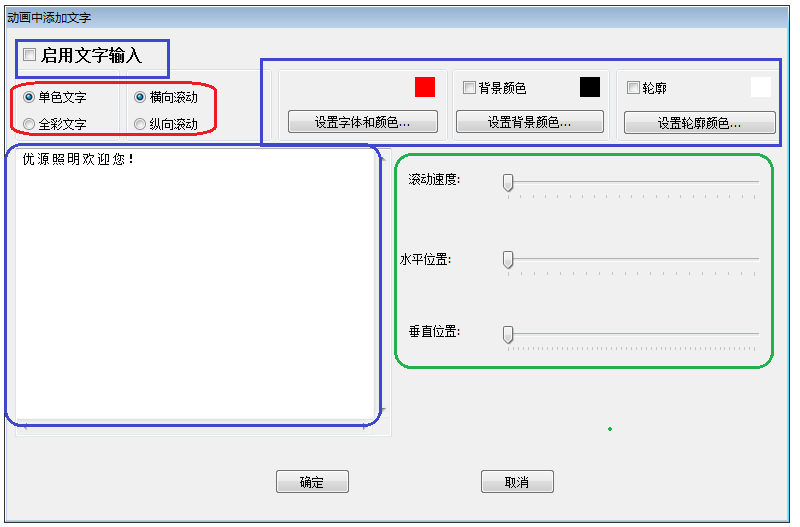 动画中添加文字
启用文字输入
单色文字 横向滚动
全彩文字 纵向滚动
背景颜色 轮廓
设置字体和颜色... 设置背景颜色... 设置轮廓颜色...
优源照明欢迎您！
滚动速度:
水平位置:
垂直位置:
确定 取消